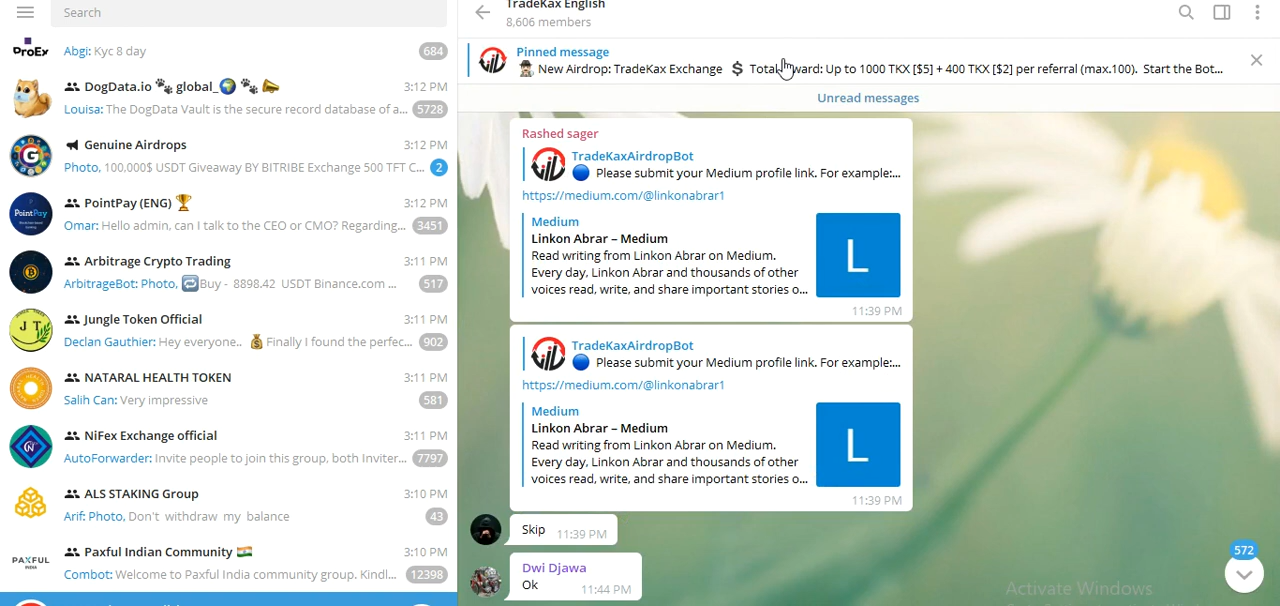 Search
ProEx
Abgi: Kyc 8 day
684
DogData.io 🐾 global_🌍 🐾 📣
3:12 PM
Louisa: The DogData Vault is the secure record database of a...
5728
Genuine Airdrops
3:12 PM
Photo, 100,000$ USDT Giveaway BY BITRIBE Exchange 500 TFT C...
2
PointPay
PointPay (ENG) 🏆
3:12 PM
Omar: Hello admin, can I talk to the CEO or CMO? Regarding...
3451
Arbitrage Crypto Trading
3:11 PM
ArbitrageBot: Photo, 🔁Buy - 8898.42 USDT Binance.com ...
517
J T
Jungle Token Official
3:11 PM
Declan Gauthier: Hey everyone.. 💰 Finally I found the perfec...
902
NATARAL HEALTH TOKEN
3:11 PM
Salih Can: Very impressive
581
NiFex Exchange official
3:11 PM
AutoForwarder: Invite people to join this group, both Inviter...
7797
ALS STAKING Group
3:10 PM
Arif: Photo, Don't withdraw my balance
43
PAXFUL
INDIA
Paxful Indian Community 🇮🇳
3:10 PM
Combot: Welcome to Paxful India community group. Kindl...
12398
TradeKax English
8,606 members
Pinned message
🕵 New Airdrop: TradeKax Exchange 💲 Total reward: Up to 1000 TKX [$5] + 400 TKX [$2] per referral (max.100). Start the Bot...
Unread messages
Rashed sager
TradeKaxAirdropBot
🔵 Please submit your Medium profile link. For example:...
https://medium.com/@linkonabrar1
Medium
Linkon Abrar – Medium
Read writing from Linkon Abrar on Medium.
Every day, Linkon Abrar and thousands of other
voices read, write, and share important stories o...
L
11:39 PM
TradeKaxAirdropBot
🔵 Please submit your Medium profile link. For example:...
https://medium.com/@linkonabrar1
Medium
Linkon Abrar – Medium
Read writing from Linkon Abrar on Medium.
Every day, Linkon Abrar and thousands of other
voices read, write, and share important stories o...
L
11:39 PM
Skip
11:39 PM
Dwi Djawa
Ok
11:44 PM
572
Activate Windows